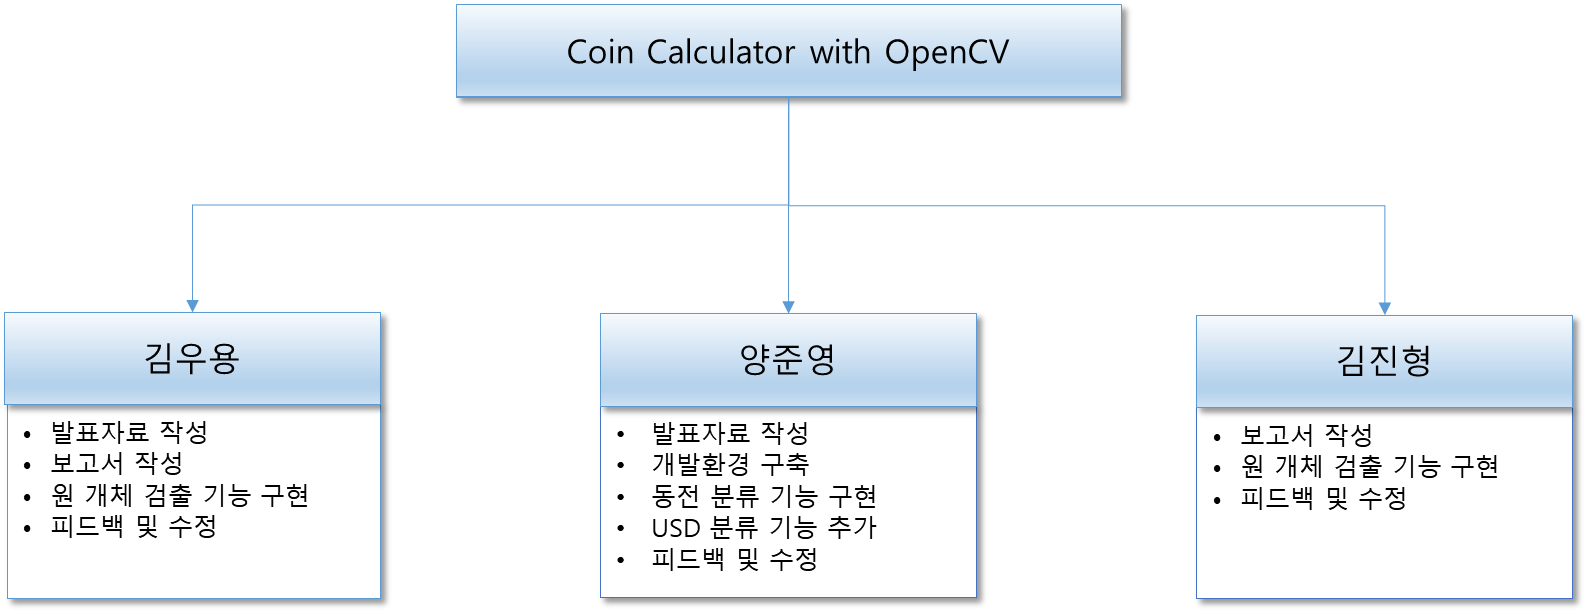 Coin Calculator with OpenCV
김우용
• 발표자료 작성
• 보고서 작성
• 원 개체 검출 기능 구현
• 피드백 및 수정
양준영
• 발표자료 작성
• 개발환경 구축
• 동전 분류 기능 구현
• USD 분류 기능 추가
• 피드백 및 수정
김진형
• 보고서 작성
• 원 개체 검출 기능 구현
• 피드백 및 수정